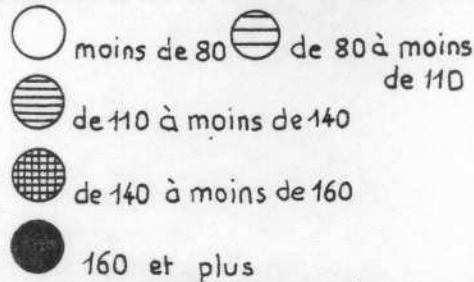 moins de 80 de 80 à moins
de 110
de 110 à moins de 140
de 140 à moins de 160
160 et plus